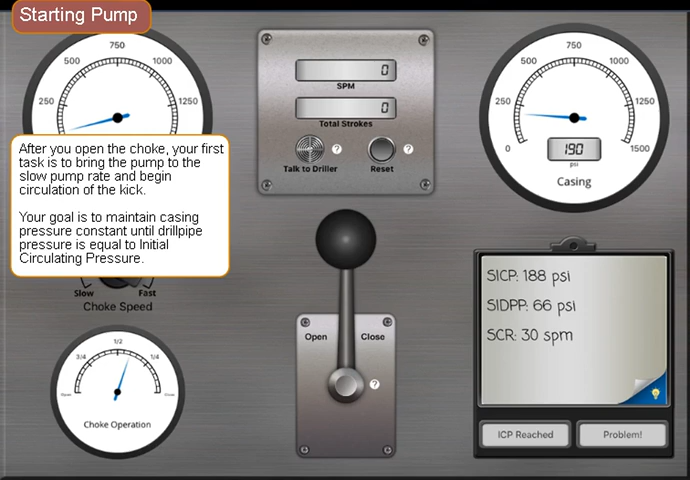 Starting Pump
750
500
1000
250
1250
After you open the choke, your first
task is to bring the pump to the
slow pump rate and begin
circulation of the kick.
Your goal is to maintain casing
pressure constant until drillpipe
pressure is equal to Initial
Circulating Pressure.
Slow
Fast
Choke Speed
1/2
3/4
1/4
Open
Close
Choke Operation
0
SPM
0
Total Strokes
?
?
Talk to Driller
Reset
Open
Close
?
750
500
1000
250
1250
0
1500
190
psi
Casing
SICP: 188 psi
SIDPP: 66 psi
SCR: 30 spm
ICP Reached
Problem!